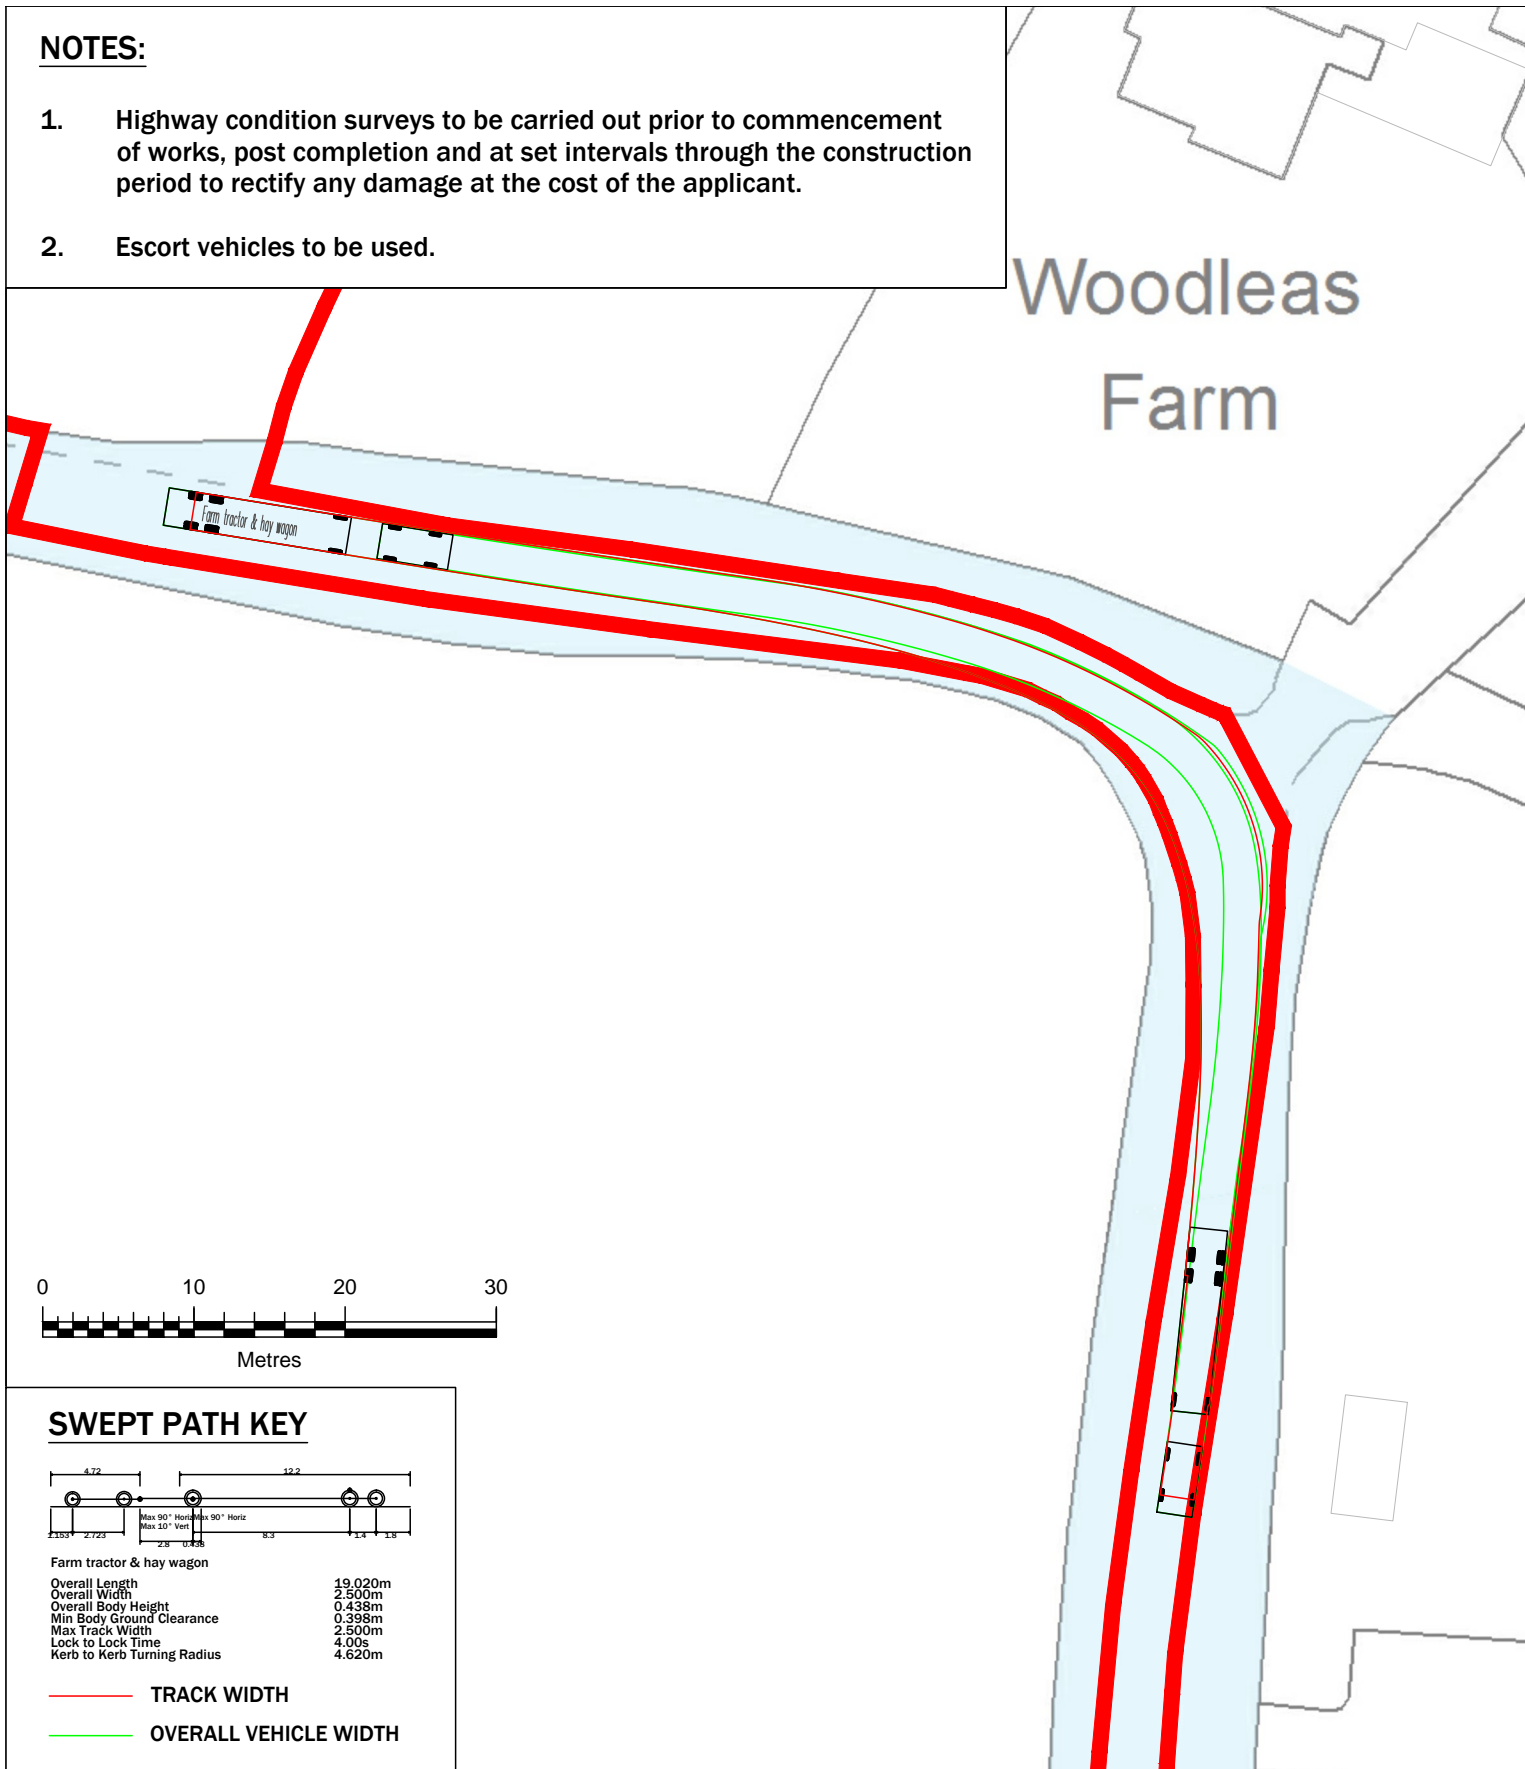 NOTES:
1. Highway condition surveys to be carried out prior to commencement
of works, post completion and at set intervals through the construction
period to rectify any damage at the cost of the applicant.
2. Escort vehicles to be used.
Woodleas
Farm
Farm tractor & hay wagon
0 10 20 30
Metres
SWEPT PATH KEY
4.72 12.2
Max 90° Horiz Max 90° Horiz
Max 10° Vert
1.153 2.723 2.8 0.438 8.3 1.4 1.8
Farm tractor & hay wagon
Overall Length 19.020m
Overall Width 2.500m
Overall Body Height 0.438m
Min Body Ground Clearance 0.398m
Max Track Width 2.500m
Lock to Lock Time 4.00s
Kerb to Kerb Turning Radius 4.620m
TRACK WIDTH
OVERALL VEHICLE WIDTH